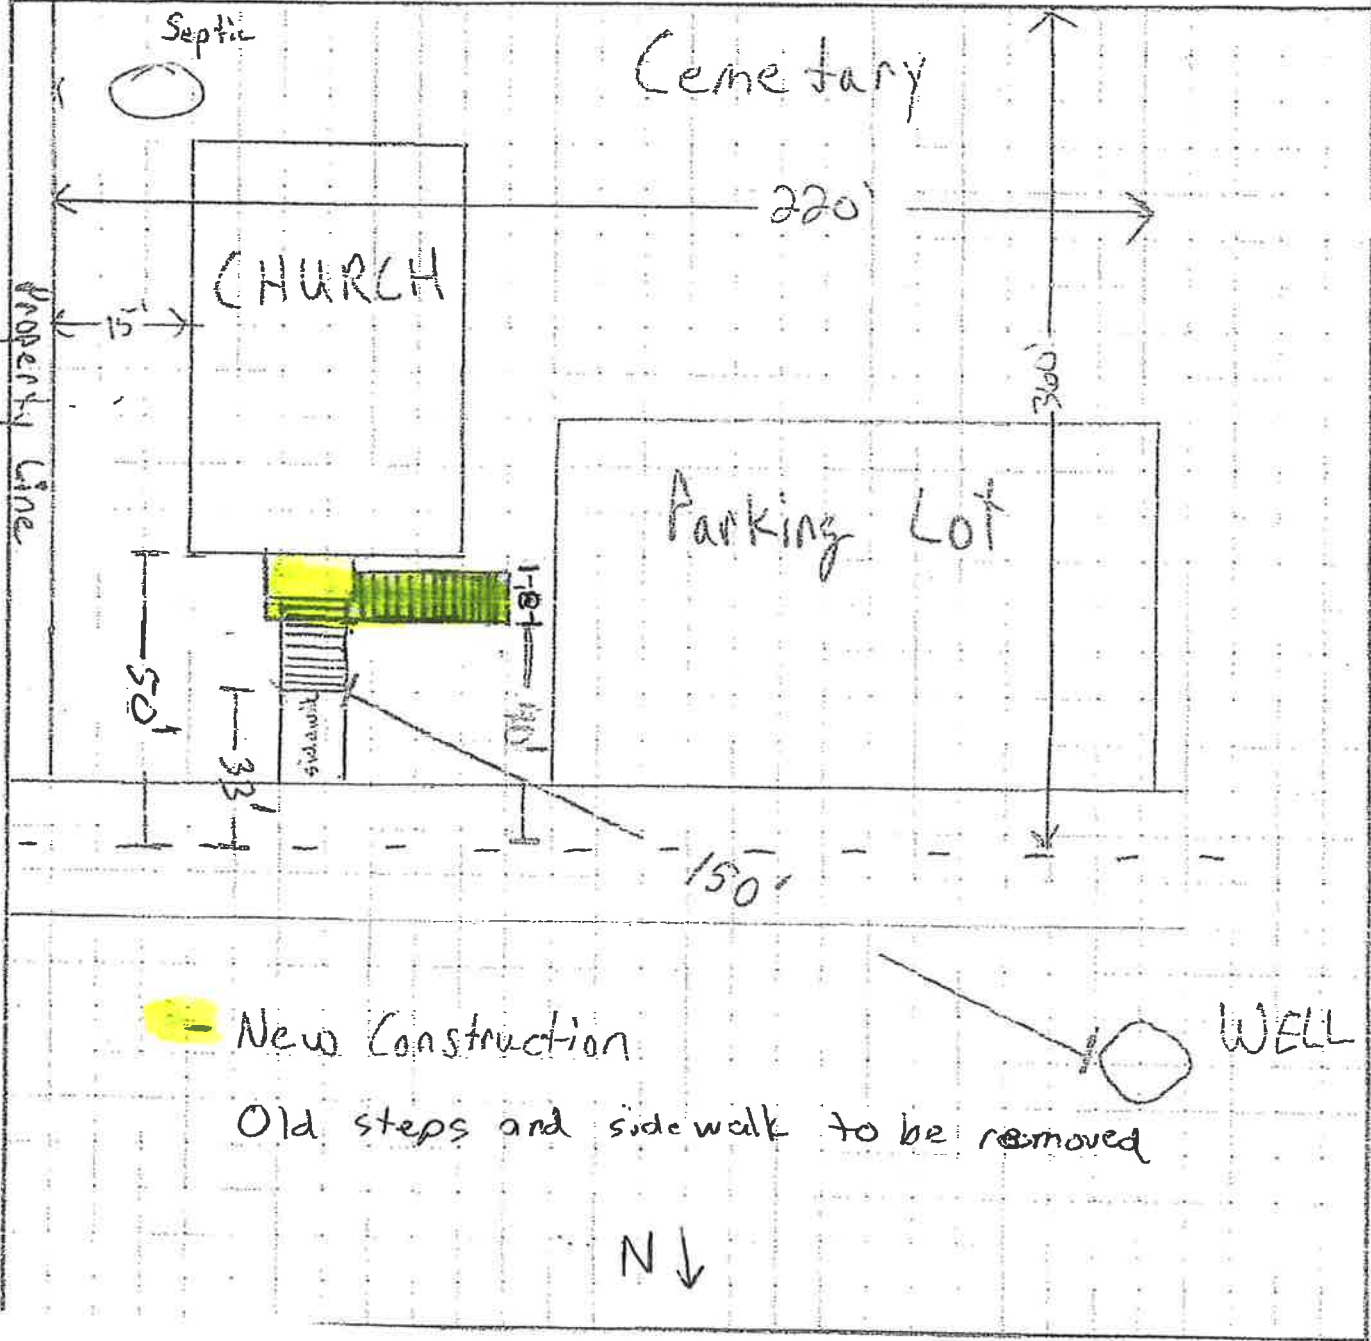 Septic
Cemetary
220'
CHURCH
15'
Property Line
360'
Parking Lot
8'
50'
sidewalk
33'
150'
- New Construction
WELL
Old steps and sidewalk to be removed
N